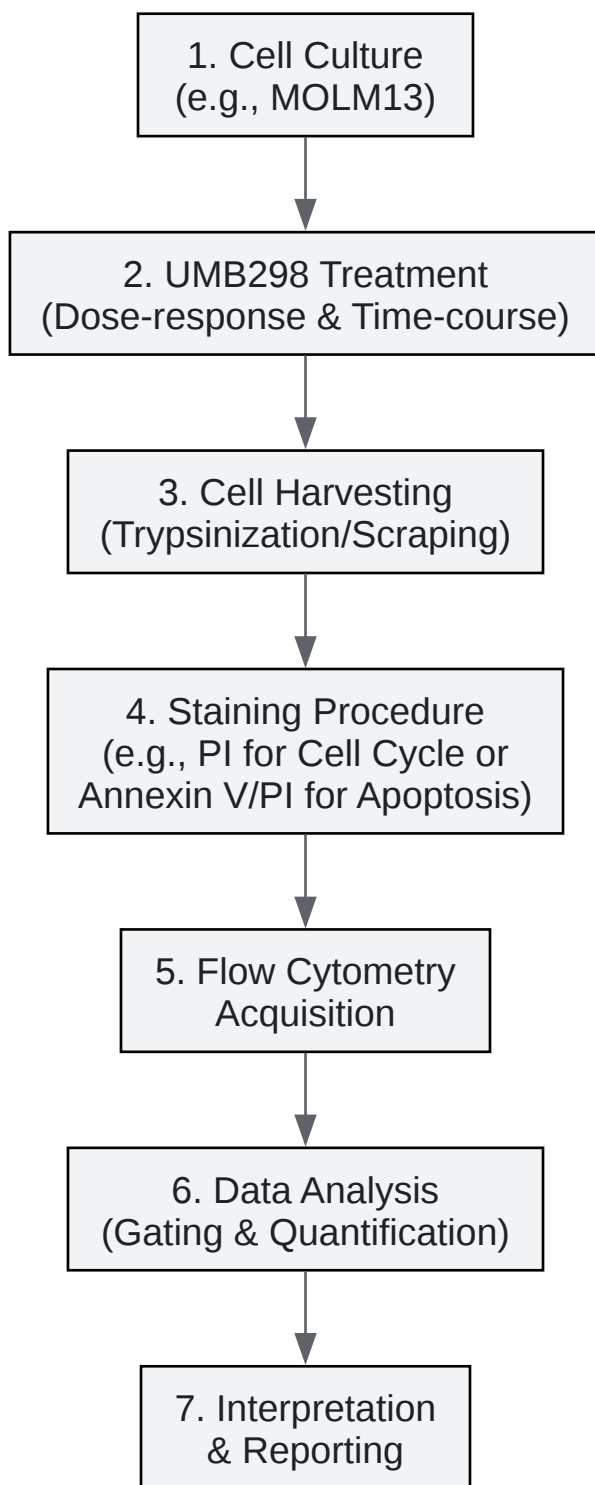 1. Cell Culture
(e.g., MOLM13)
2. UMB298 Treatment
(Dose-response & Time-course)
3. Cell Harvesting
(Trypsinization/Scraping)
4. Staining Procedure
(e.g., PI for Cell Cycle or
Annexin V/PI for Apoptosis)
5. Flow Cytometry
Acquisition
6. Data Analysis
(Gating & Quantification)
7. Interpretation
& Reporting